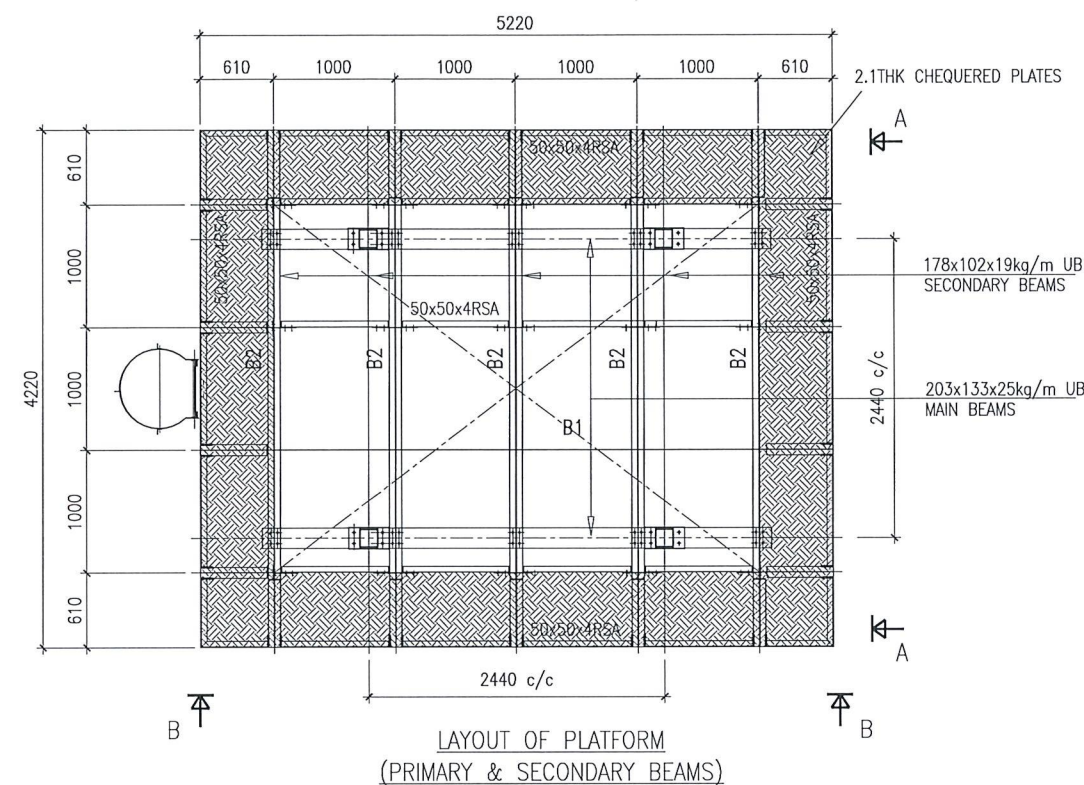 5220
610 1000 1000 1000 1000 610
2.1THK CHEQUERED PLATES
A
610
50x50x4RSA
50x50x4RSA
50x50x4RSA
1000
178x102x19kg/m UB
SECONDARY BEAMS
50x50x4RSA
B2 B2 B2 B2 B2
4220
1000
2440 c/c
203x133x25kg/m UB
MAIN BEAMS
B1
1000
610
50x50x4RSA
A
2440 c/c
B B
LAYOUT OF PLATFORM
(PRIMARY & SECONDARY BEAMS)